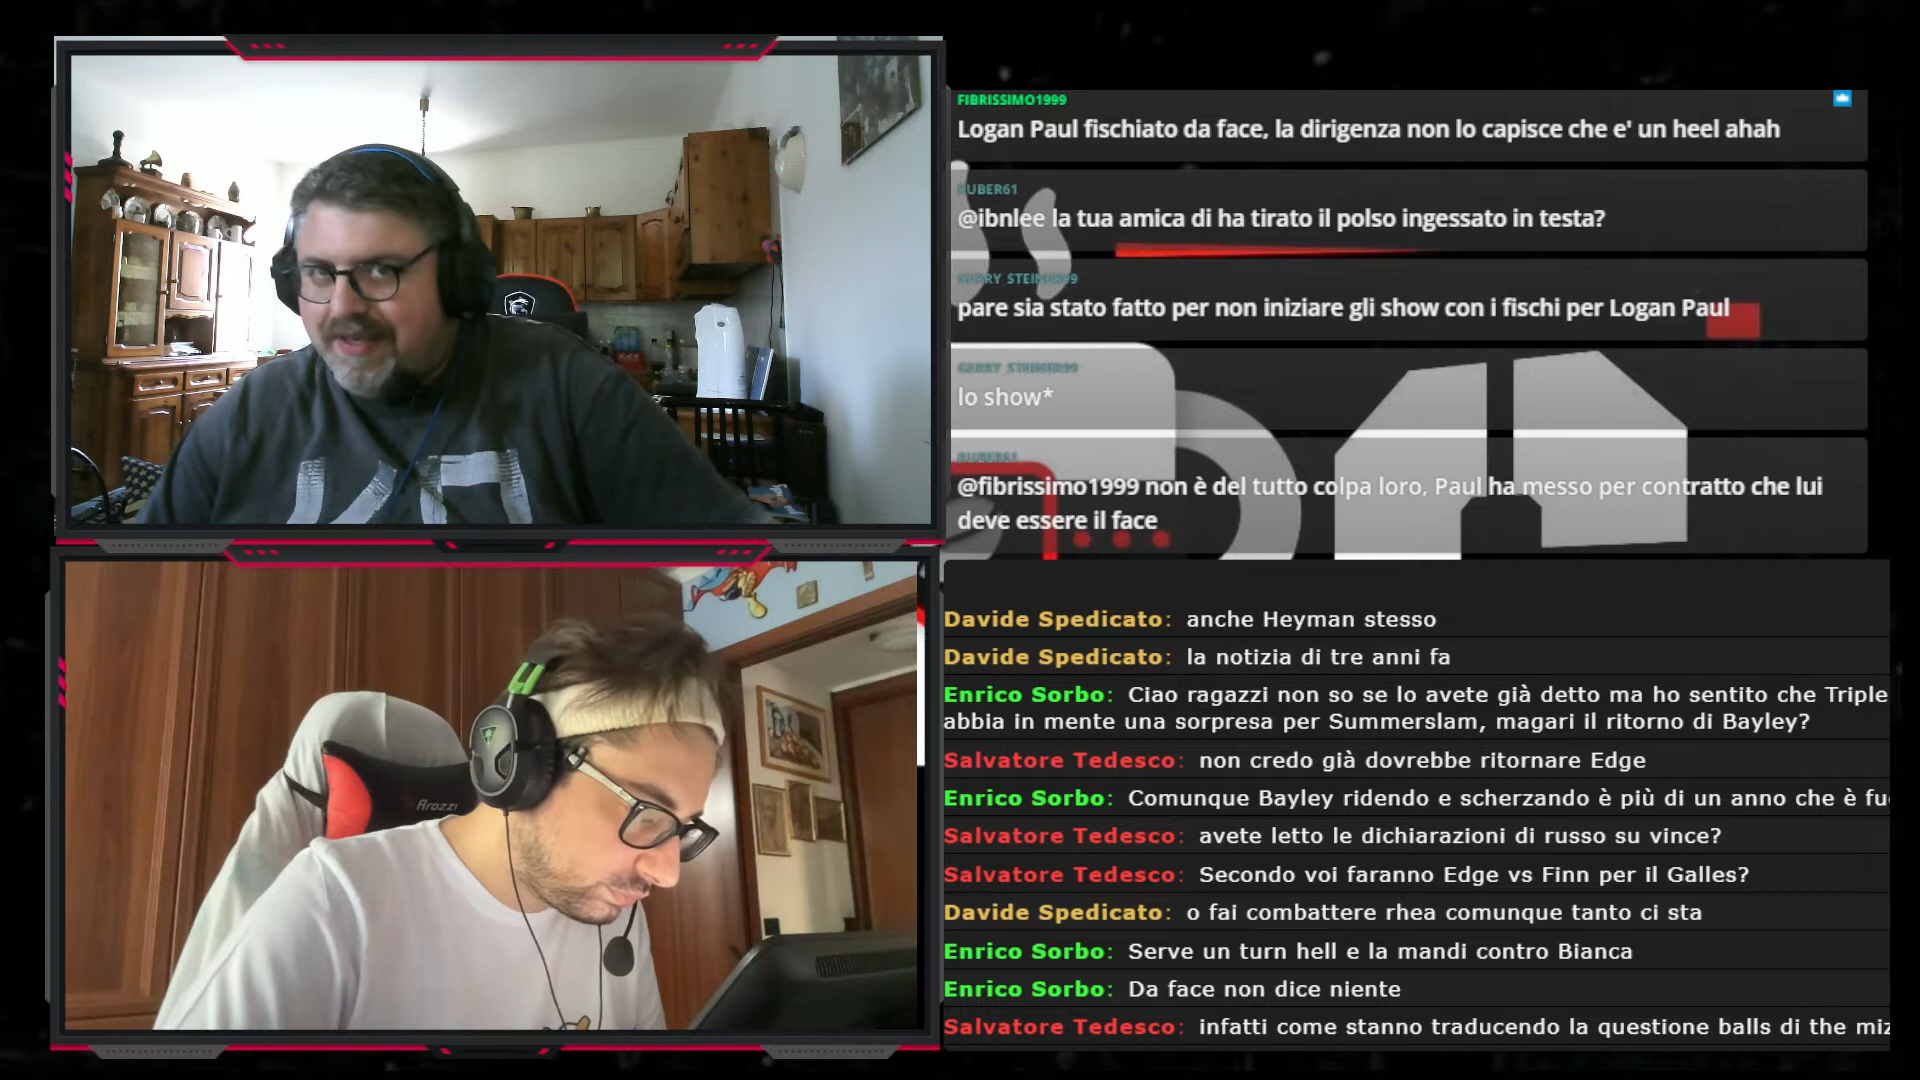 FIBRISSIMO1999
Logan Paul fischiato da face, la dirigenza non lo capisce che e' un heel ahah
RUBER61
@ibnlee la tua amica di ha tirato il polso ingessato in testa?
GERRY_STEINER99
pare sia stato fatto per non iniziare gli show con i fischi per Logan Paul
GERRY_STEINER99
lo show*
RUBER61
@fibrissimo1999 non è del tutto colpa loro, Paul ha messo per contratto che lui
deve essere il face
Davide Spedicato: anche Heyman stesso
Davide Spedicato: la notizia di tre anni fa
Enrico Sorbo: Ciao ragazzi non so se lo avete già detto ma ho sentito che Triple
abbia in mente una sorpresa per Summerslam, magari il ritorno di Bayley?
Salvatore Tedesco: non credo già dovrebbe ritornare Edge
Enrico Sorbo: Comunque Bayley ridendo e scherzando è più di un anno che è fu
Salvatore Tedesco: avete letto le dichiarazioni di russo su vince?
Salvatore Tedesco: Secondo voi faranno Edge vs Finn per il Galles?
Davide Spedicato: o fai combattere rhea comunque tanto ci sta
Enrico Sorbo: Serve un turn hell e la mandi contro Bianca
Enrico Sorbo: Da face non dice niente
Salvatore Tedesco: infatti come stanno traducendo la questione balls di the miz
Arozzi